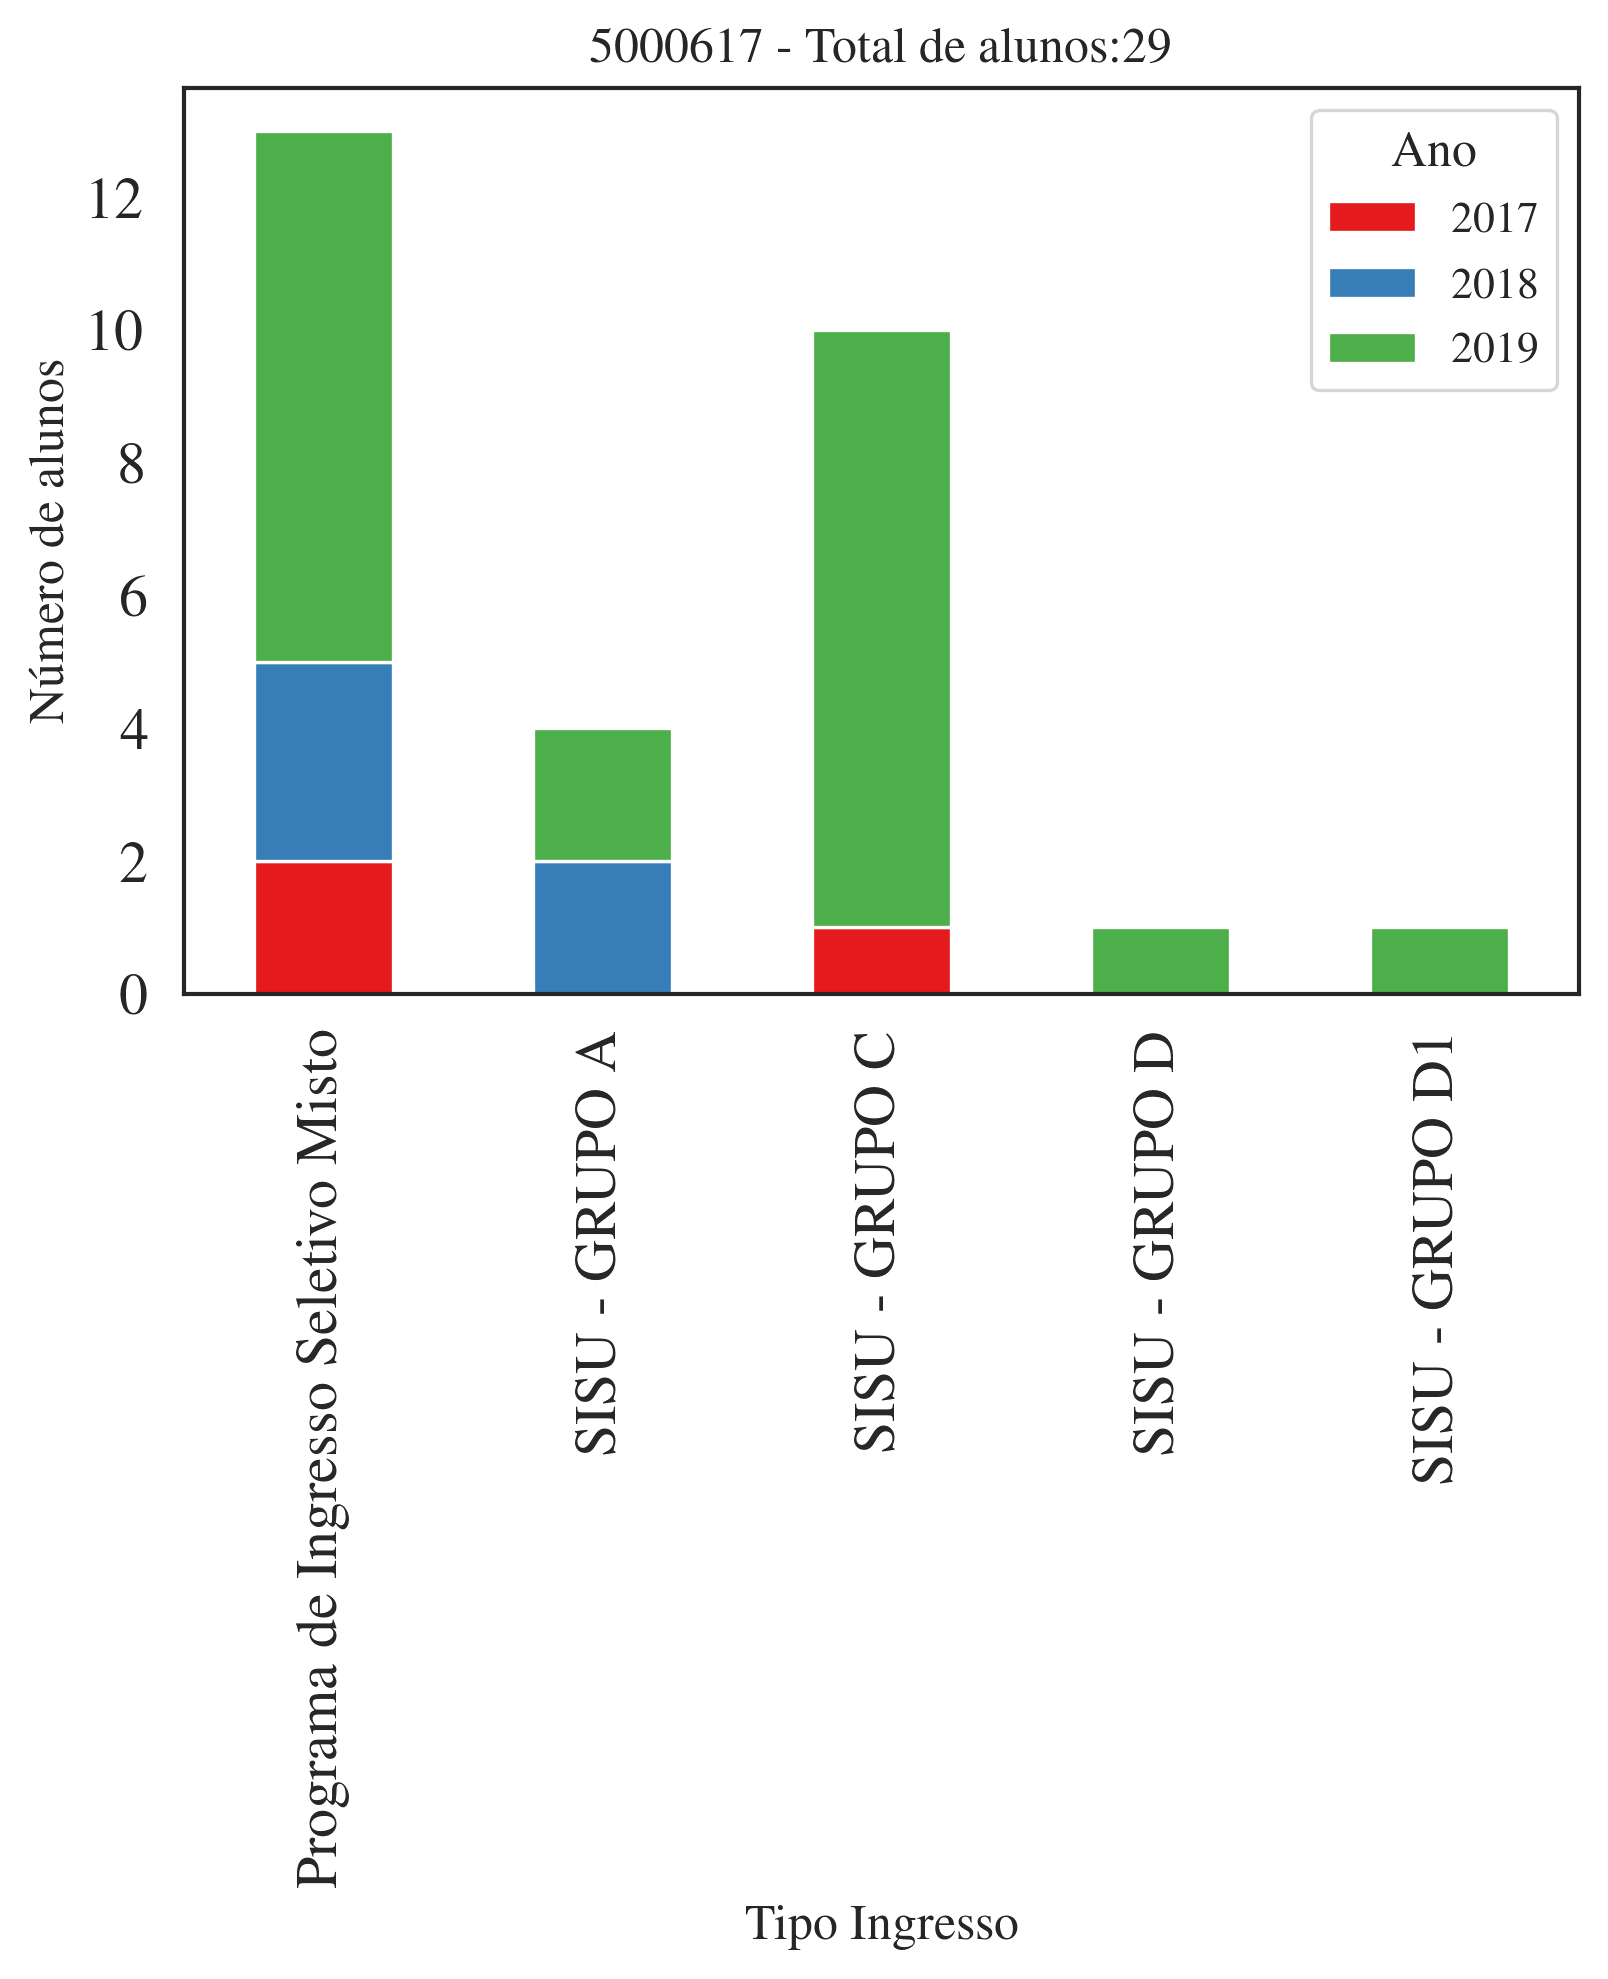 5000617 - Total de alunos:29
Número de alunos
12
10
8
6
4
2
0
Ano
2017
2018
2019
Programa de Ingresso Seletivo Misto
SISU - GRUPO A
SISU - GRUPO C
SISU - GRUPO D
SISU - GRUPO D1
Tipo Ingresso